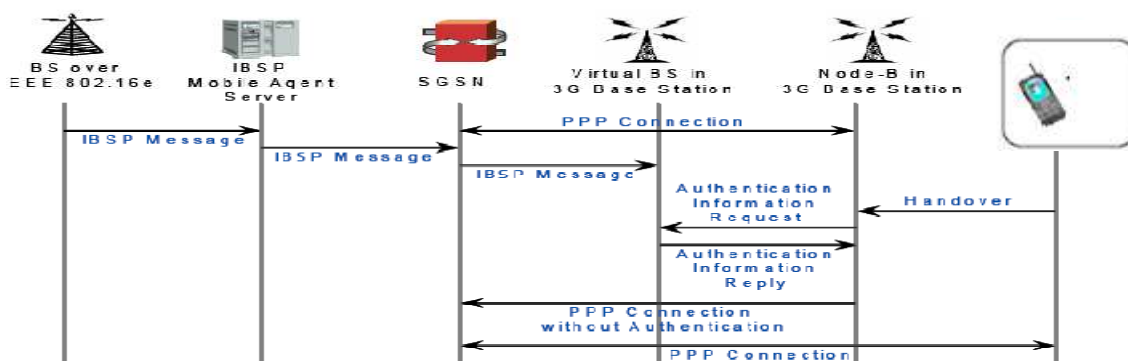 BS over
EEE 802.16e
IBSP
Mobile Agent
Server
SGSN
Virtual BS in
3G Base Station
Node-B in
3G Base Station
PPP Connection
IBSP Message
IBSP Message
IBSP Message
Authentication
Information
Request
Handover
Authentication
Information
Reply
PPP Connection
without Authentication
PPP Connection